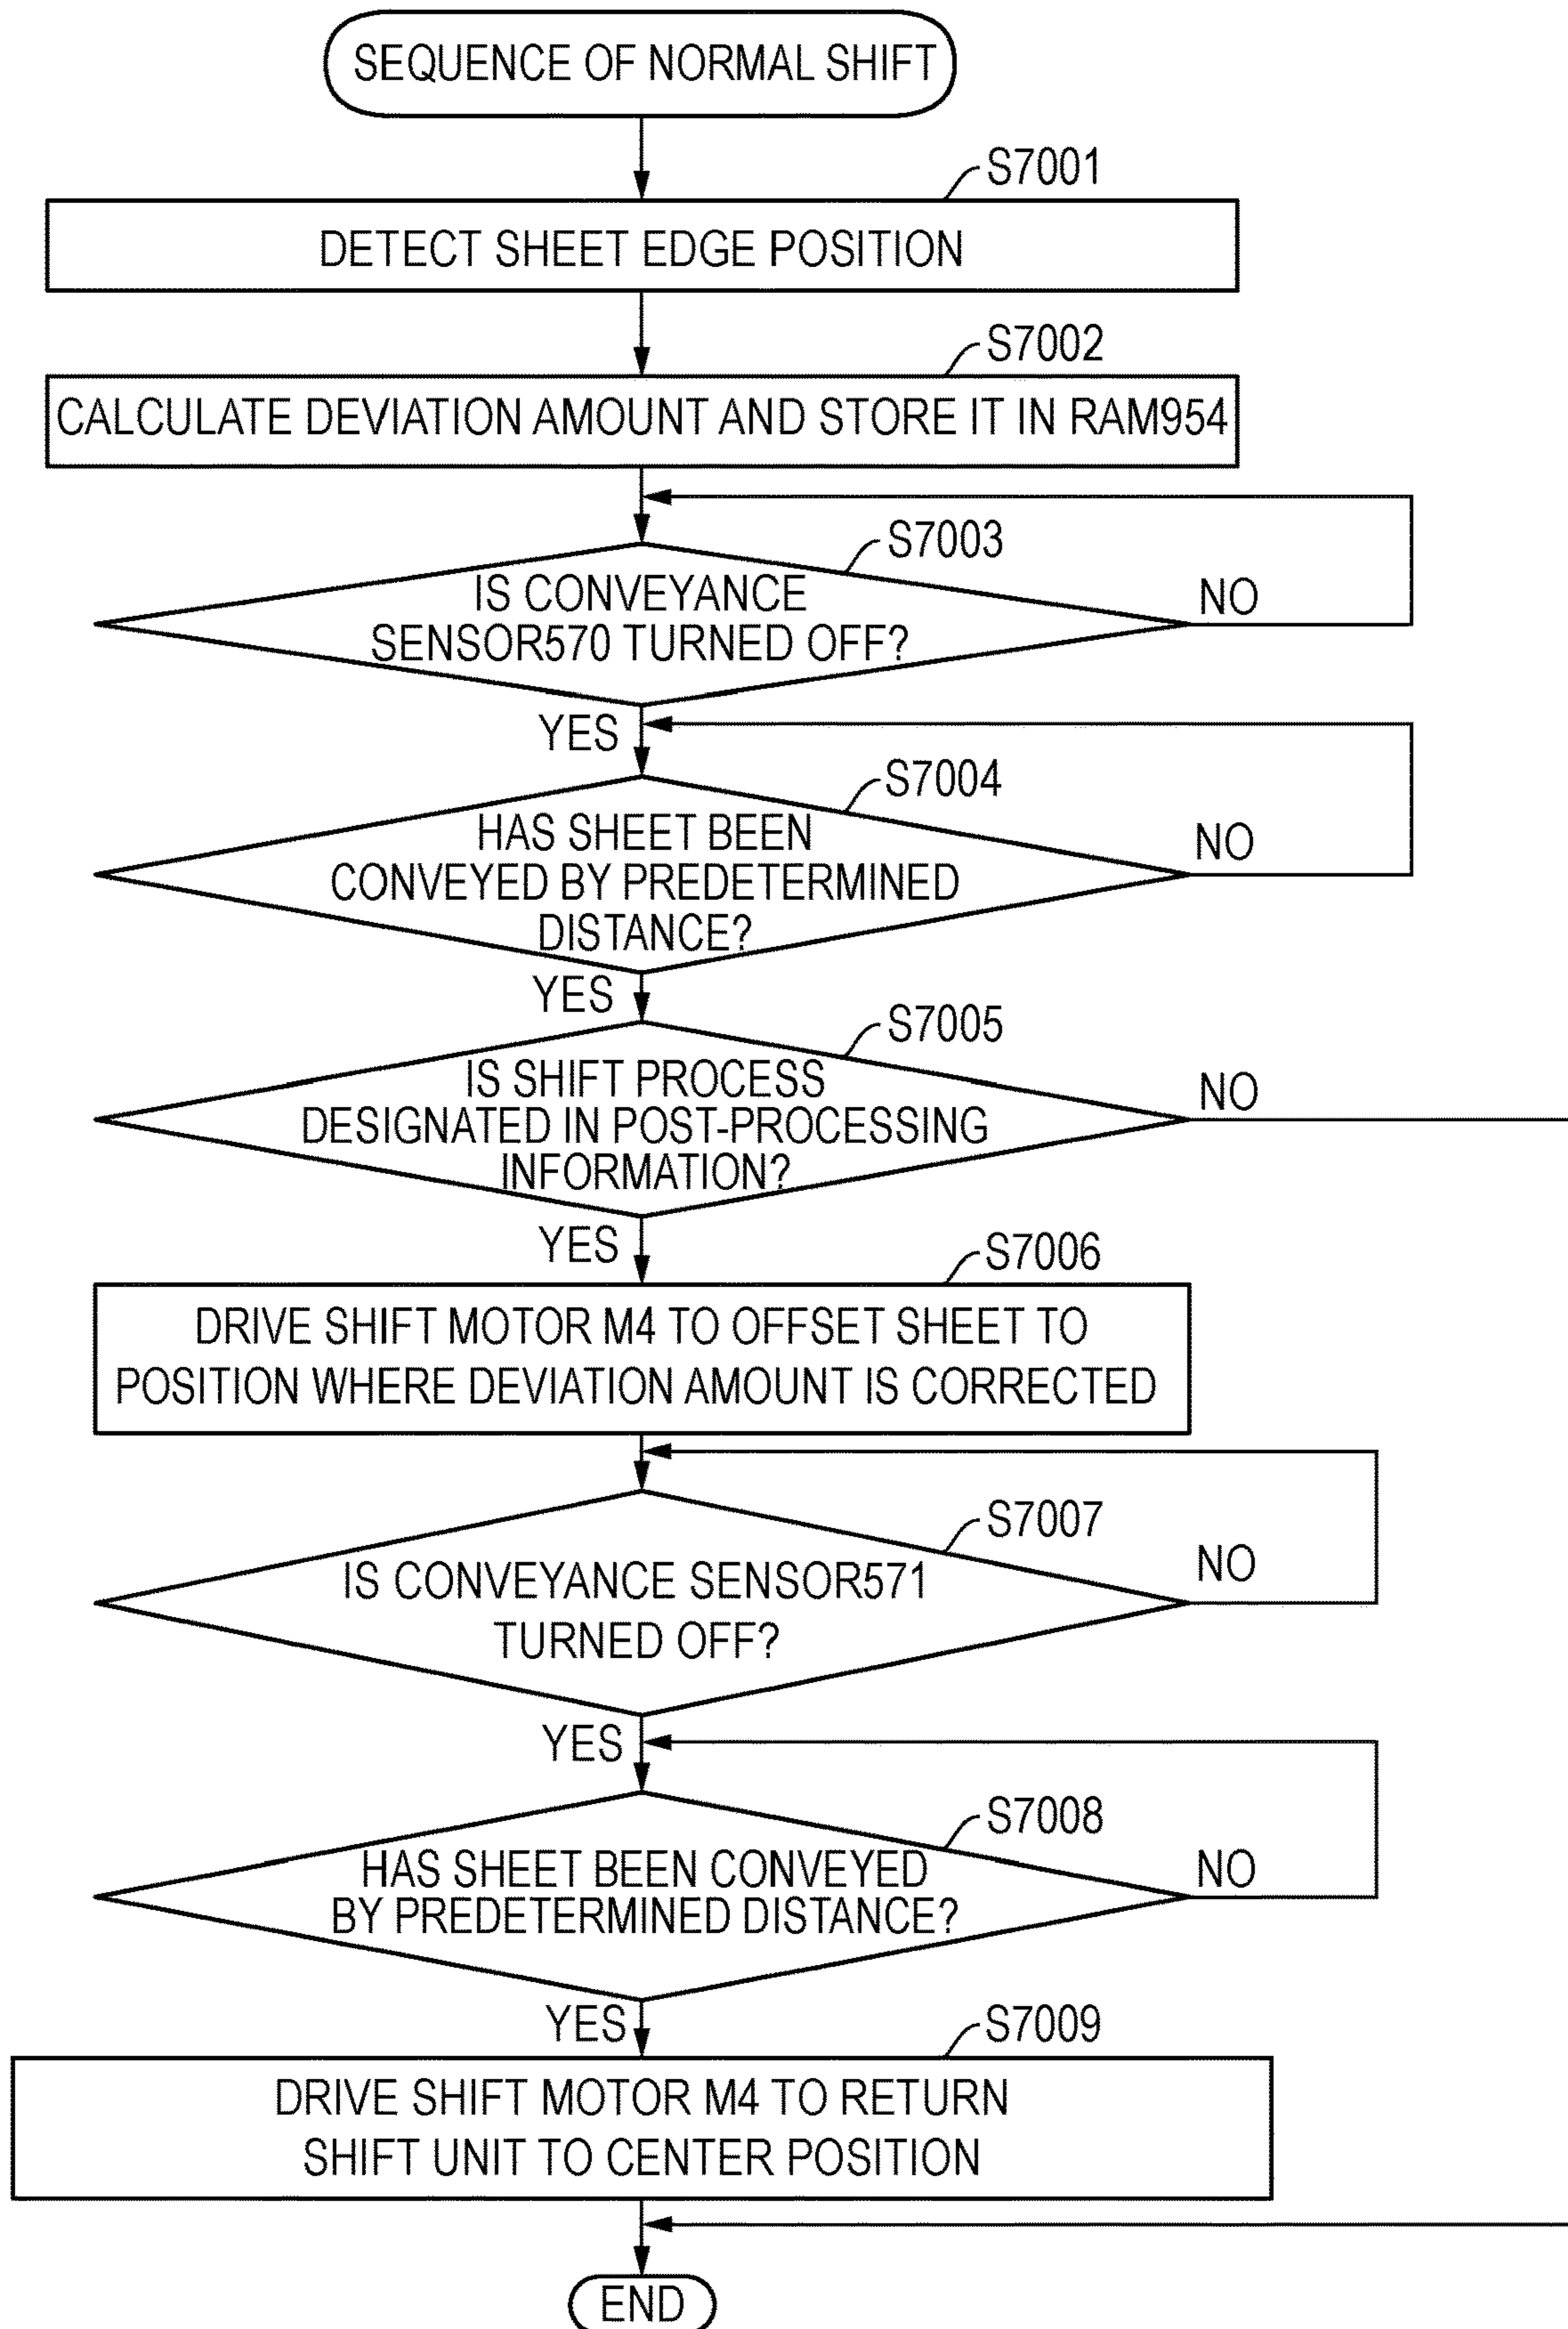 SEQUENCE OF NORMAL SHIFT
S7001
DETECT SHEET EDGE POSITION
S7002
CALCULATE DEVIATION AMOUNT AND STORE IT IN RAM954
S7003
IS CONVEYANCE
SENSOR570 TURNED OFF?
NO
YES
S7004
HAS SHEET BEEN
CONVEYED BY PREDETERMINED
DISTANCE?
NO
YES
S7005
IS SHIFT PROCESS
DESIGNATED IN POST-PROCESSING
INFORMATION?
NO
YES
S7006
DRIVE SHIFT MOTOR M4 TO OFFSET SHEET TO
POSITION WHERE DEVIATION AMOUNT IS CORRECTED
S7007
IS CONVEYANCE SENSOR571
TURNED OFF?
NO
YES
S7008
HAS SHEET BEEN CONVEYED
BY PREDETERMINED DISTANCE?
NO
YES
S7009
DRIVE SHIFT MOTOR M4 TO RETURN
SHIFT UNIT TO CENTER POSITION
END